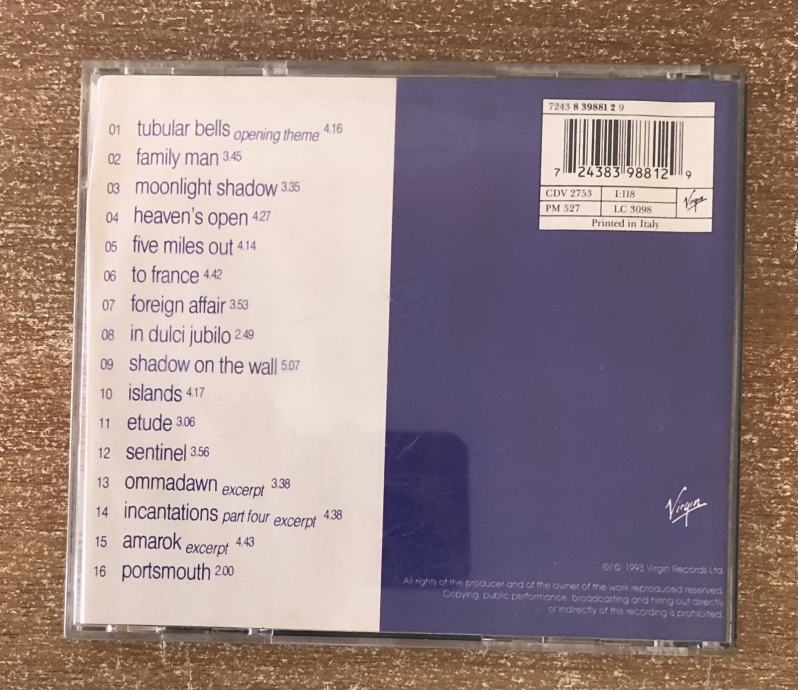 01 tubular bells opening theme 4.16
02 family man 3.45
03 moonlight shadow 3.35
04 heaven's open 4.27
05 five miles out 4.14
06 to france 4.42
07 foreign affair 3.53
08 in dulci jubilo 2.49
09 shadow on the wall 5.07
10 islands 4.17
11 etude 3.06
12 sentinel 3.56
13 ommadawn excerpt 3.38
14 incantations part four excerpt 4.38
15 amarok excerpt 4.43
16 portsmouth 2.00
7243 8 39881 2 9
7 24383 98812 9
CDV 2753 1:118
PM 527 LC 3098 Virgin
Printed in Italy
Virgin
℗/© 1993 Virgin Records Ltd.
All rights of the producer and of the owner of the work reproduced reserved.
Copying, public performance, broadcasting and hiring out directly
or indirectly of this recording is prohibited.